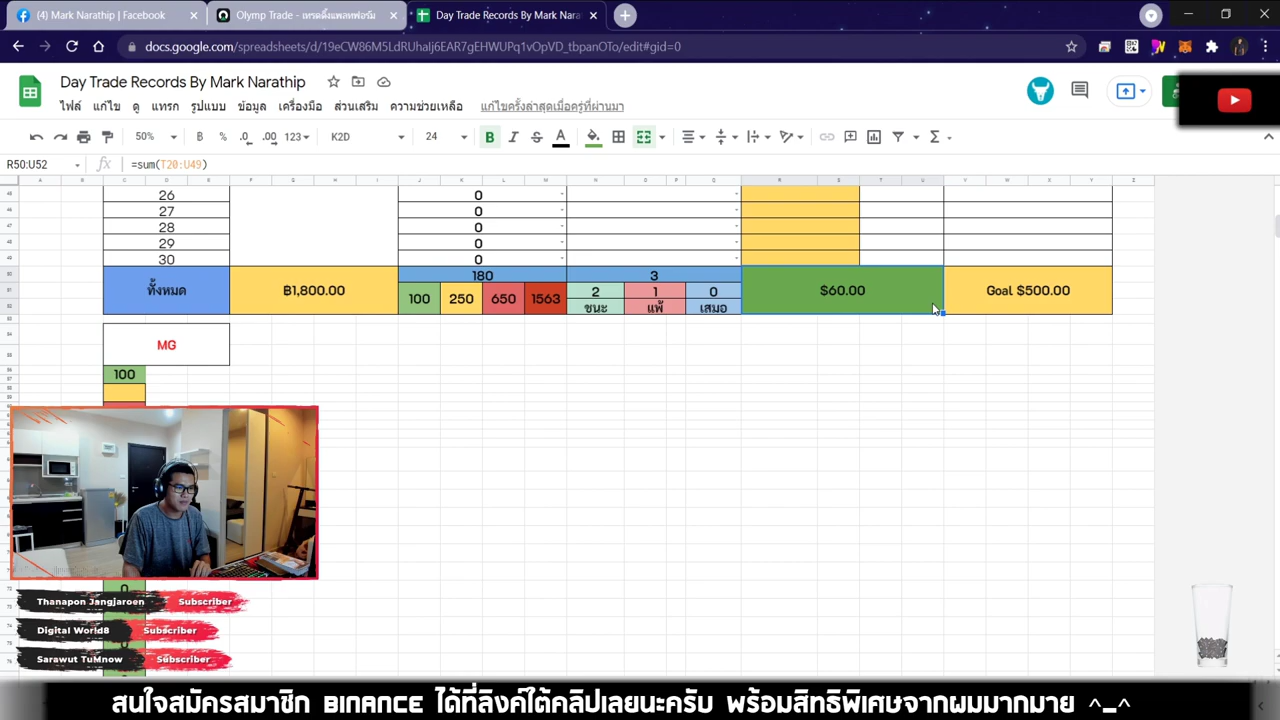 (4) Mark Narathip | Facebook
Olymp Trade - เทรดดิ้งแพลทฟอร์ม
Day Trade Records By Mark Nara
docs.google.com/spreadsheets/d/19eCW86M5LdRUhaIj6EAR7gEHWUPq1vOpVD_tbpanOTo/edit#gid=0
Day Trade Records By Mark Narathip
ไฟล์ แก้ไข ดู แทรก รูปแบบ ข้อมูล เครื่องมือ ส่วนเสริม ความช่วยเหลือ แก้ไขครั้งล่าสุดเมื่อครู่ที่ผ่านมา
50% ฿ % .0 .00 123 K2D 24 B I S A Σ
R50:U52 fx =sum(T20:U49)
26 0
27 0
28 0
29 0
30 0
ทั้งหมด ฿1,800.00 180 3 $60.00 Goal $500.00
100 250 650 1563 2 1 0
ชนะ แพ้ เสมอ
MG
100
0
Thanapon Jangjaroen Subscriber
Digital World8 Subscriber
Sarawut TuMnow Subscriber
สนใจสมัครสมาชิก BINANCE ได้ที่ลิงค์ใต้คลิปเลยนะครับ พร้อมสิทธิพิเศษจากผมมากมาย ^_^